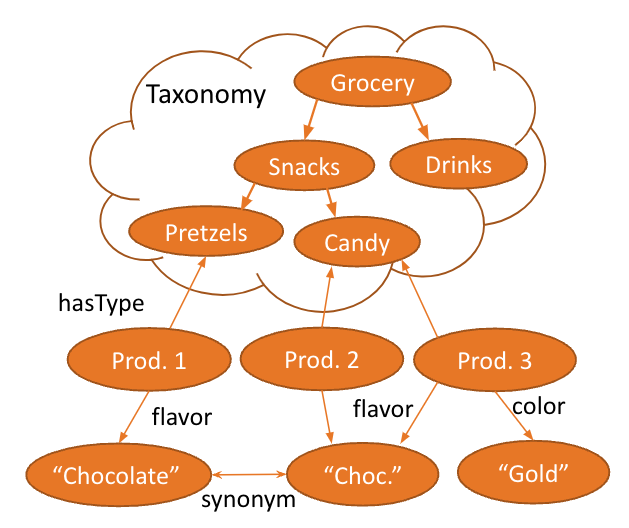 Grocery
Taxonomy
Snacks
Drinks
Pretzels
Candy
hasType
Prod. 1
Prod. 2
Prod. 3
flavor
flavor
color
“Chocolate”
“Choc.”
“Gold”
synonym